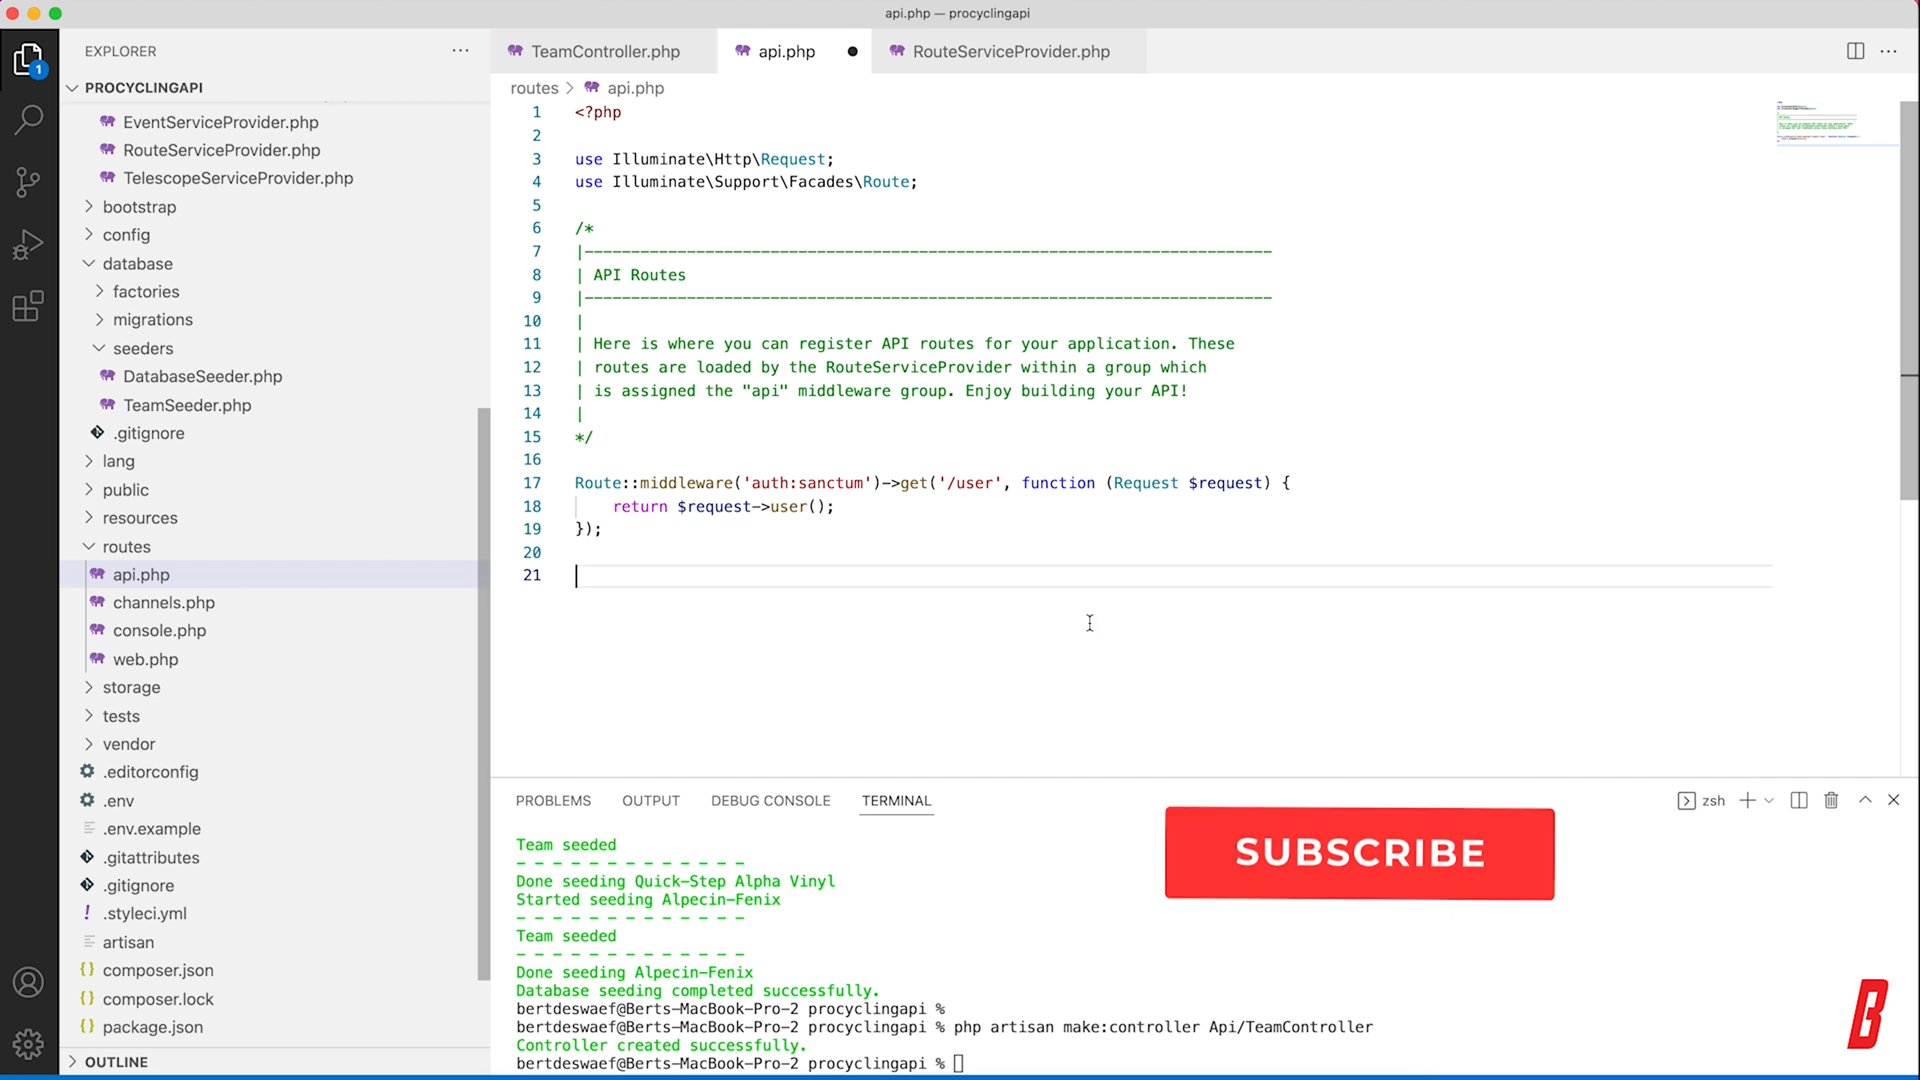 api.php — procyclingapi
EXPLORER
PROCYCLINGAPI
EventServiceProvider.php
RouteServiceProvider.php
TelescopeServiceProvider.php
bootstrap
config
database
factories
migrations
seeders
DatabaseSeeder.php
TeamSeeder.php
.gitignore
lang
public
resources
routes
api.php
channels.php
console.php
web.php
storage
tests
vendor
.editorconfig
.env
.env.example
.gitattributes
.gitignore
.styleci.yml
artisan
composer.json
composer.lock
package.json
OUTLINE
1
TeamController.php
api.php
RouteServiceProvider.php
routes > api.php
1 <?php
2
3 use Illuminate\Http\Request;
4 use Illuminate\Support\Facades\Route;
5
6 /*
7 |--------------------------------------------------------------------------
8 | API Routes
9 |--------------------------------------------------------------------------
10 |
11 | Here is where you can register API routes for your application. These
12 | routes are loaded by the RouteServiceProvider within a group which
13 | is assigned the "api" middleware group. Enjoy building your API!
14 |
15 */
16
17 Route::middleware('auth:sanctum')->get('/user', function (Request $request) {
18 return $request->user();
19 });
20
21
PROBLEMS OUTPUT DEBUG CONSOLE TERMINAL
zsh
Team seeded
- - - - - - - - - - - - -
Done seeding Quick-Step Alpha Vinyl
Started seeding Alpecin-Fenix
- - - - - - - - - - - - -
Team seeded
- - - - - - - - - - - - -
Done seeding Alpecin-Fenix
Database seeding completed successfully.
bertdeswaef@Berts-MacBook-Pro-2 procyclingapi %
bertdeswaef@Berts-MacBook-Pro-2 procyclingapi % php artisan make:controller Api/TeamController
Controller created successfully.
bertdeswaef@Berts-MacBook-Pro-2 procyclingapi %
SUBSCRIBE
B